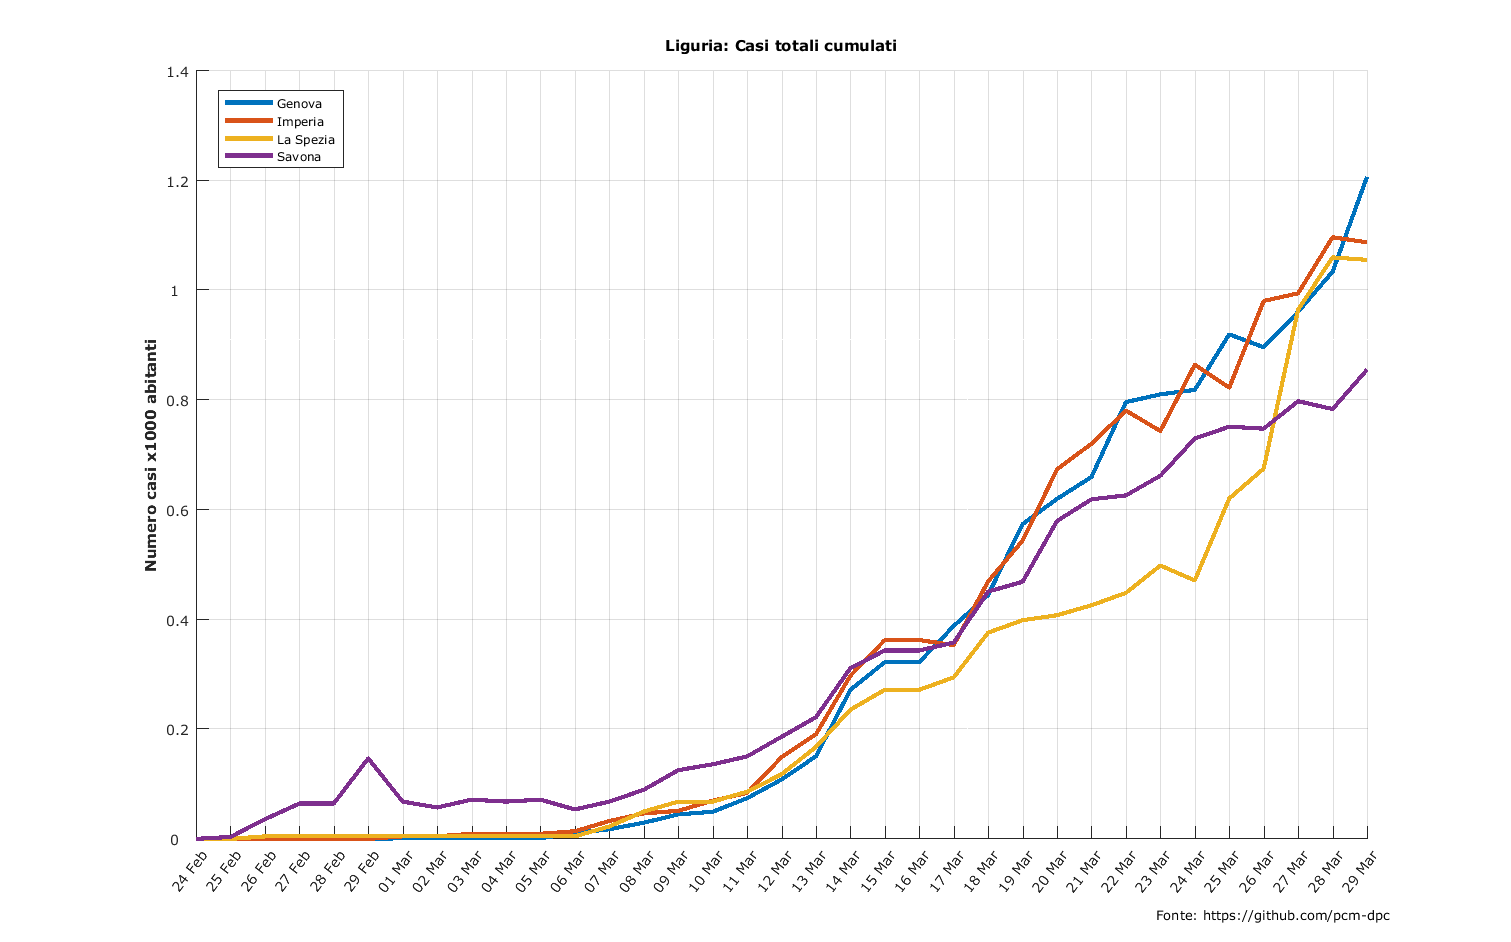 Liguria: Casi totali cumulati
1.4
1.2
1
0.8
0.6
0.4
0.2
0
Numero casi x1000 abitanti
Genova
Imperia
La Spezia
Savona
24 Feb
25 Feb
26 Feb
27 Feb
28 Feb
29 Feb
01 Mar
02 Mar
03 Mar
04 Mar
05 Mar
06 Mar
07 Mar
08 Mar
09 Mar
10 Mar
11 Mar
12 Mar
13 Mar
14 Mar
15 Mar
16 Mar
17 Mar
18 Mar
19 Mar
20 Mar
21 Mar
22 Mar
23 Mar
24 Mar
25 Mar
26 Mar
27 Mar
28 Mar
29 Mar
Fonte: https://github.com/pcm-dpc